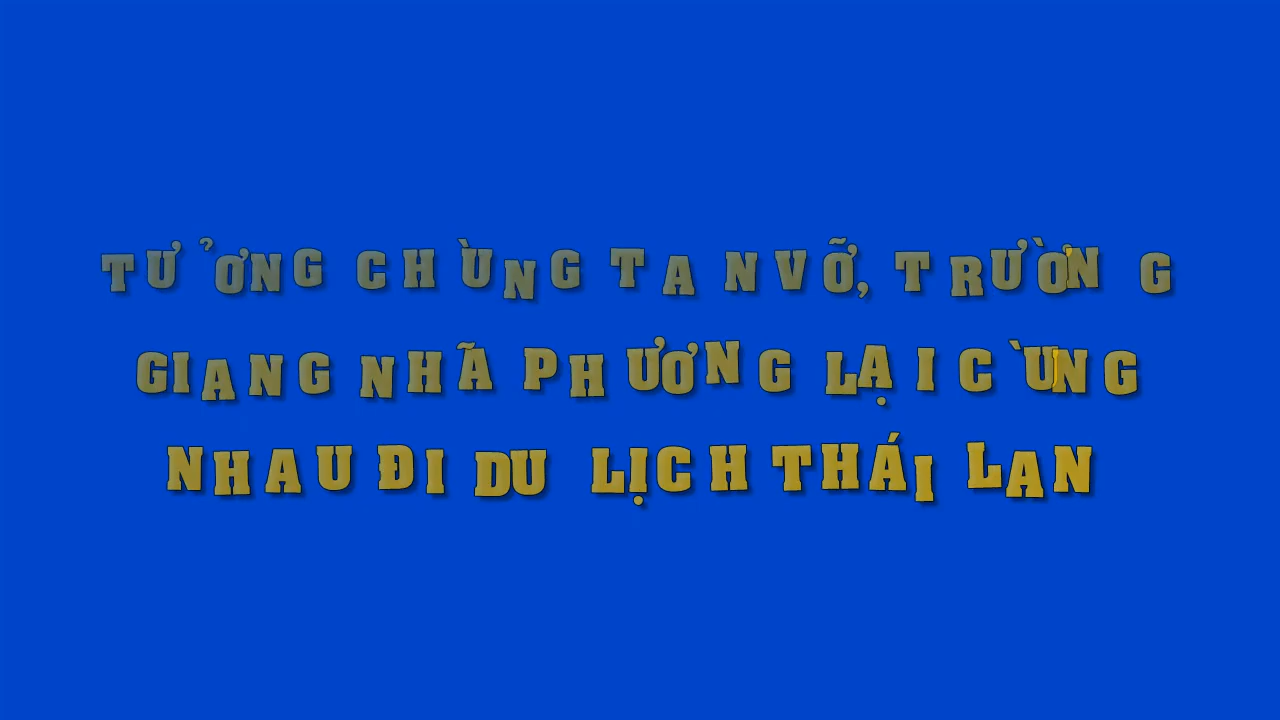 TƯỞNG CHỪNG TAN VỠ, TRƯỜNG
GIANG NHÃ PHƯƠNG LẠI CÙNG
NHAU ĐI DU LỊCH THÁI LAN